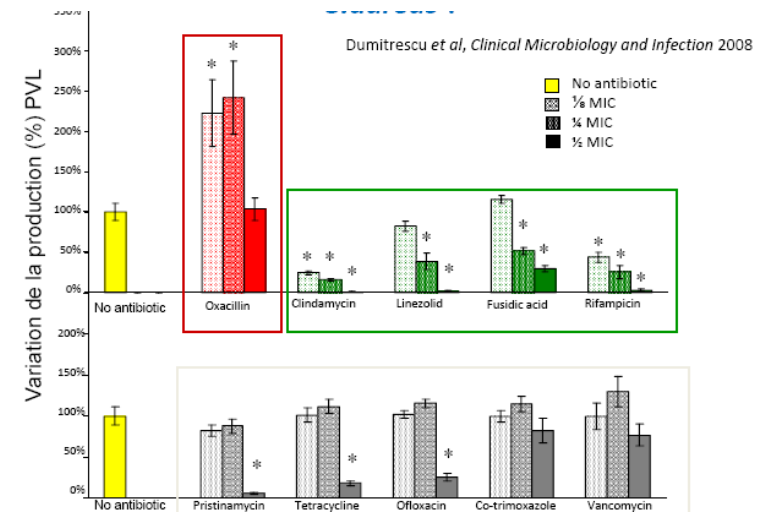 350%
Dumitrescu et al, Clinical Microbiology and Infection 2008
Variation de la production (%) PVL
300%
250%
200%
150%
100%
50%
0%
* *
No antibiotic
⅛ MIC
¼ MIC
½ MIC
* * *
* *
* *
* * *
No antibiotic Oxacillin Clindamycin Linezolid Fusidic acid Rifampicin
200%
150%
100%
50%
0%
*
*
*
No antibiotic Pristinamycin Tetracycline Ofloxacin Co-trimoxazole Vancomycin